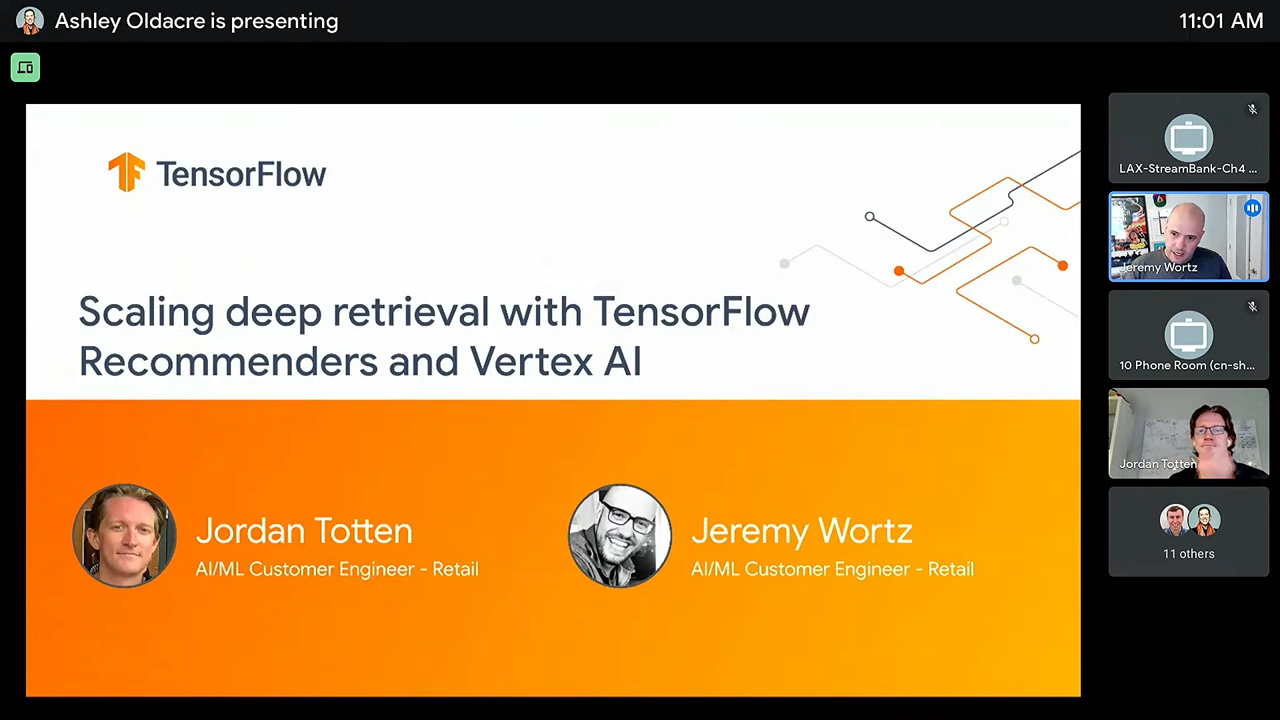 Ashley Oldacre is presenting
11:01 AM
TensorFlow
Scaling deep retrieval with TensorFlow
Recommenders and Vertex AI
Jordan Totten
AI/ML Customer Engineer - Retail
Jeremy Wortz
AI/ML Customer Engineer - Retail
LAX-StreamBank-Ch4 ...
Jeremy Wortz
10 Phone Room (cn-sh...
Jordan Totten
11 others